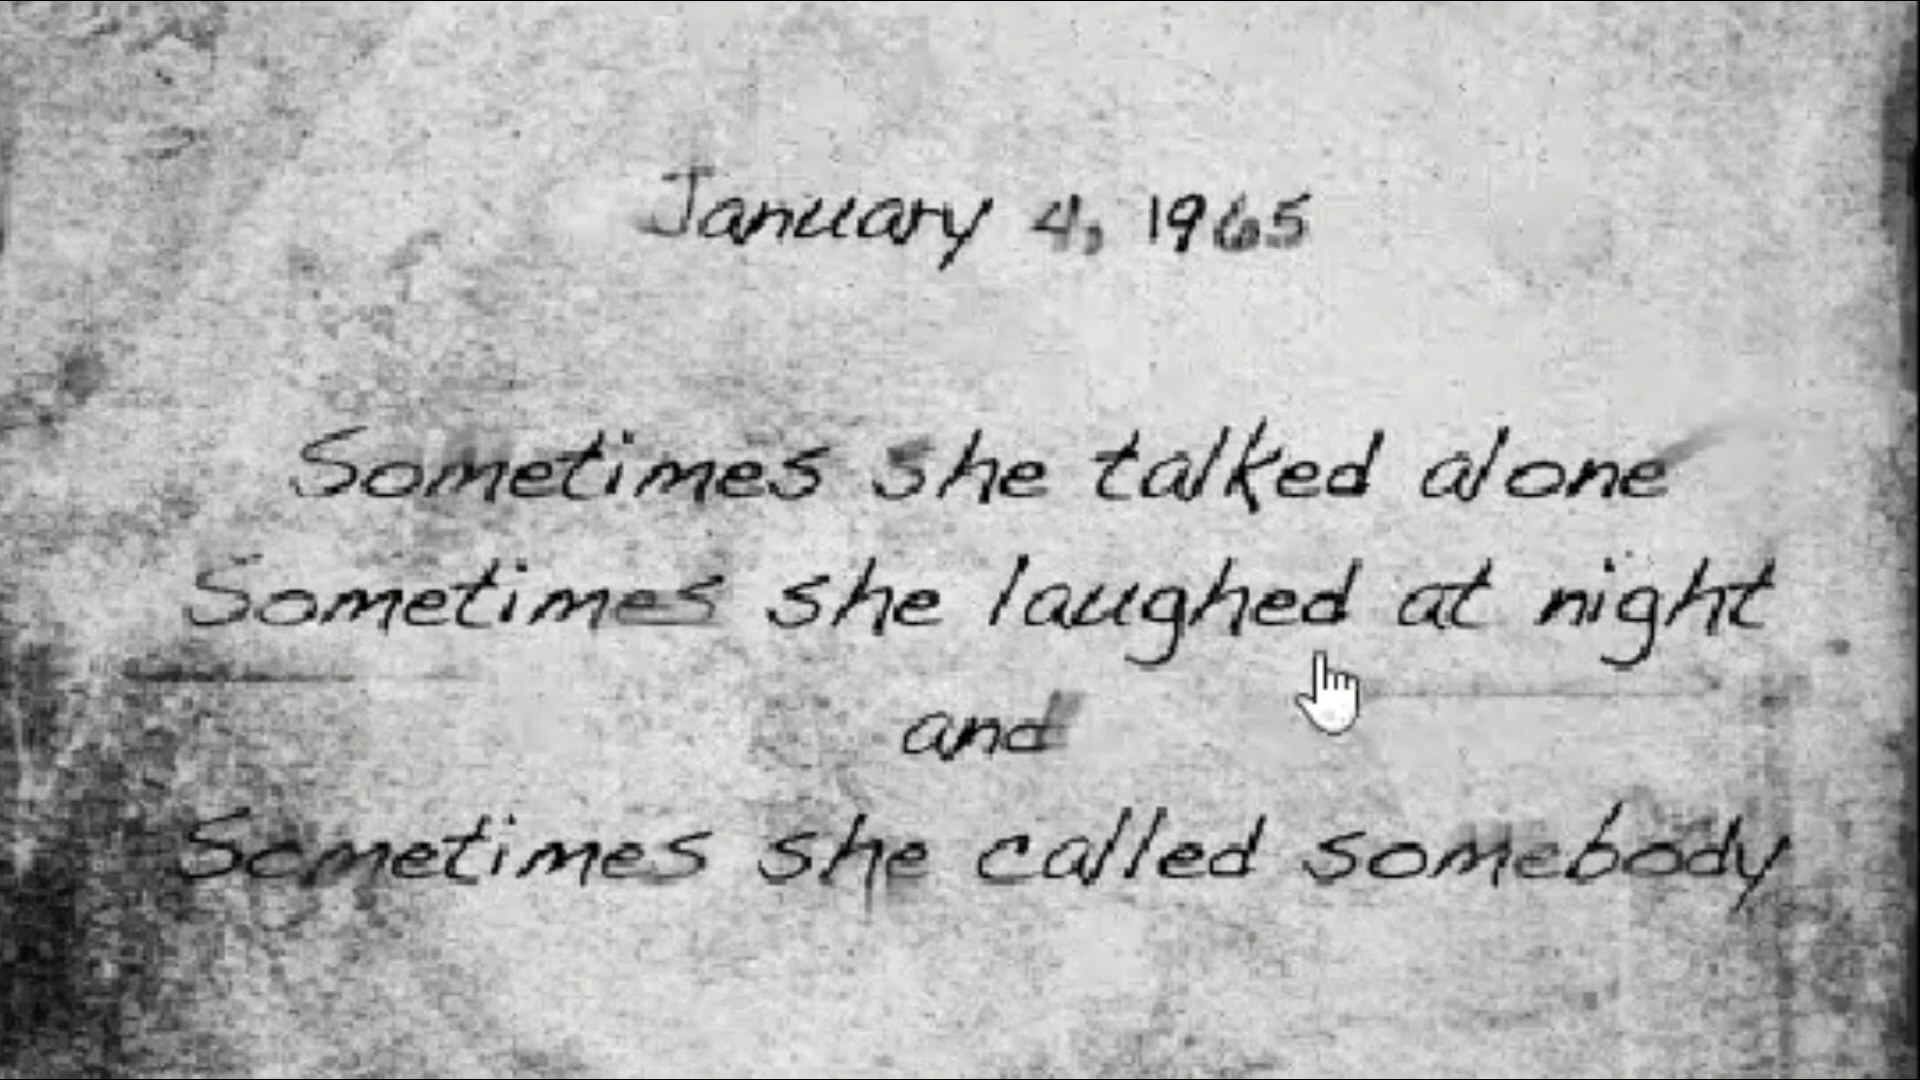 January 4, 1965
Sometimes she talked alone
Sometimes she laughed at night
and
Sometimes she called somebody